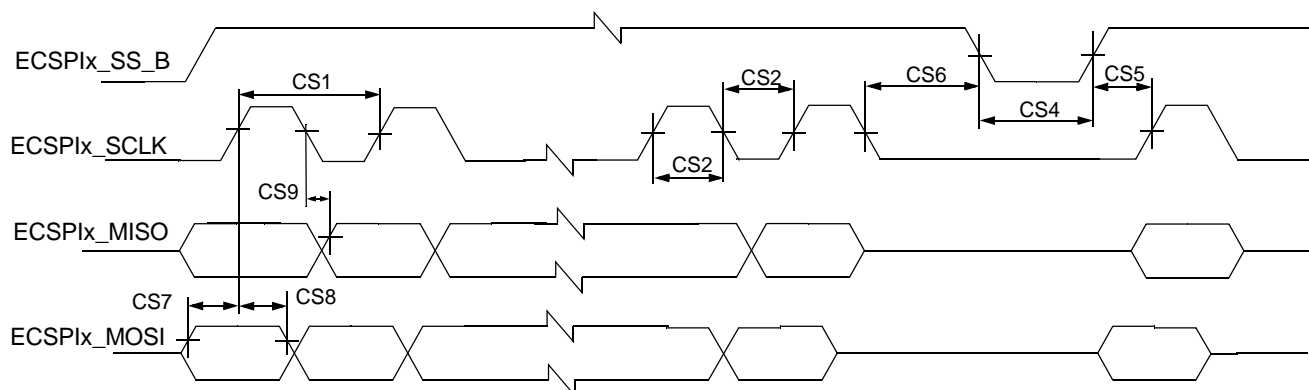 ECSPIx_SS_B
CS1
CS2
CS6
CS5
CS4
ECSPIx_SCLK
CS2
CS9
ECSPIx_MISO
CS7
CS8
ECSPIx_MOSI